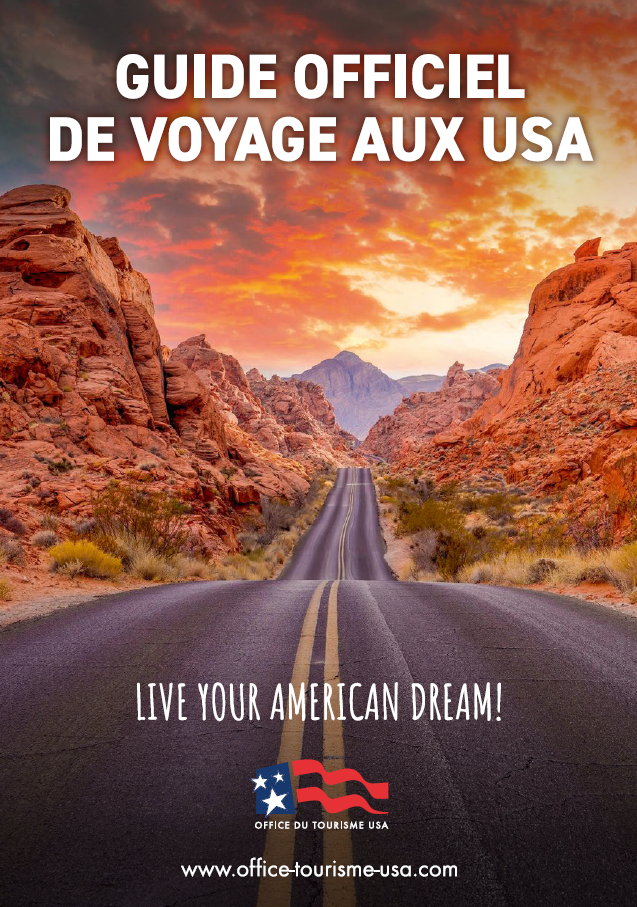 GUIDE OFFICIEL
DE VOYAGE AUX USA
LIVE YOUR AMERICAN DREAM!
OFFICE DU TOURISME USA
www.office-tourisme-usa.com